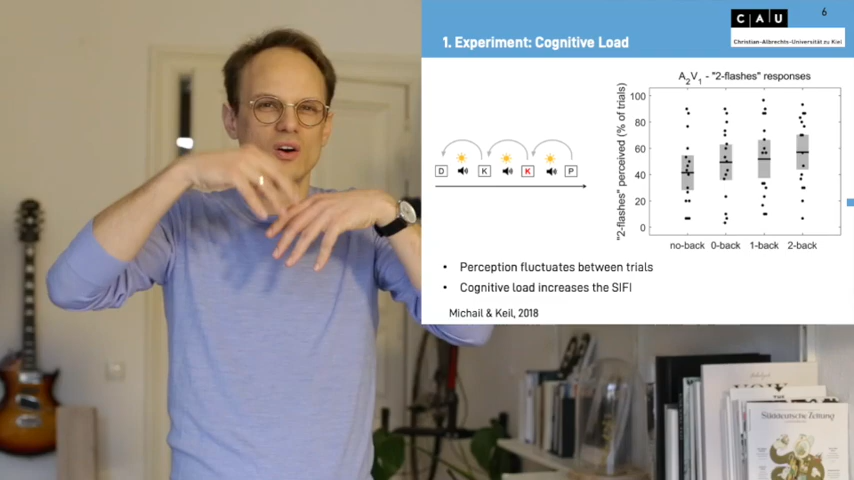 6
CAU
Christian-Albrechts-Universität zu Kiel
1. Experiment: Cognitive Load
A2V1 - "2-flashes" responses
"2-flashes" perceived (% of trials)
100
80
60
40
20
0
no-back 0-back 1-back 2-back
D K K P
• Perception fluctuates between trials
• Cognitive load increases the SIFI
Michail & Keil, 2018
Süddeutsche Zeitung